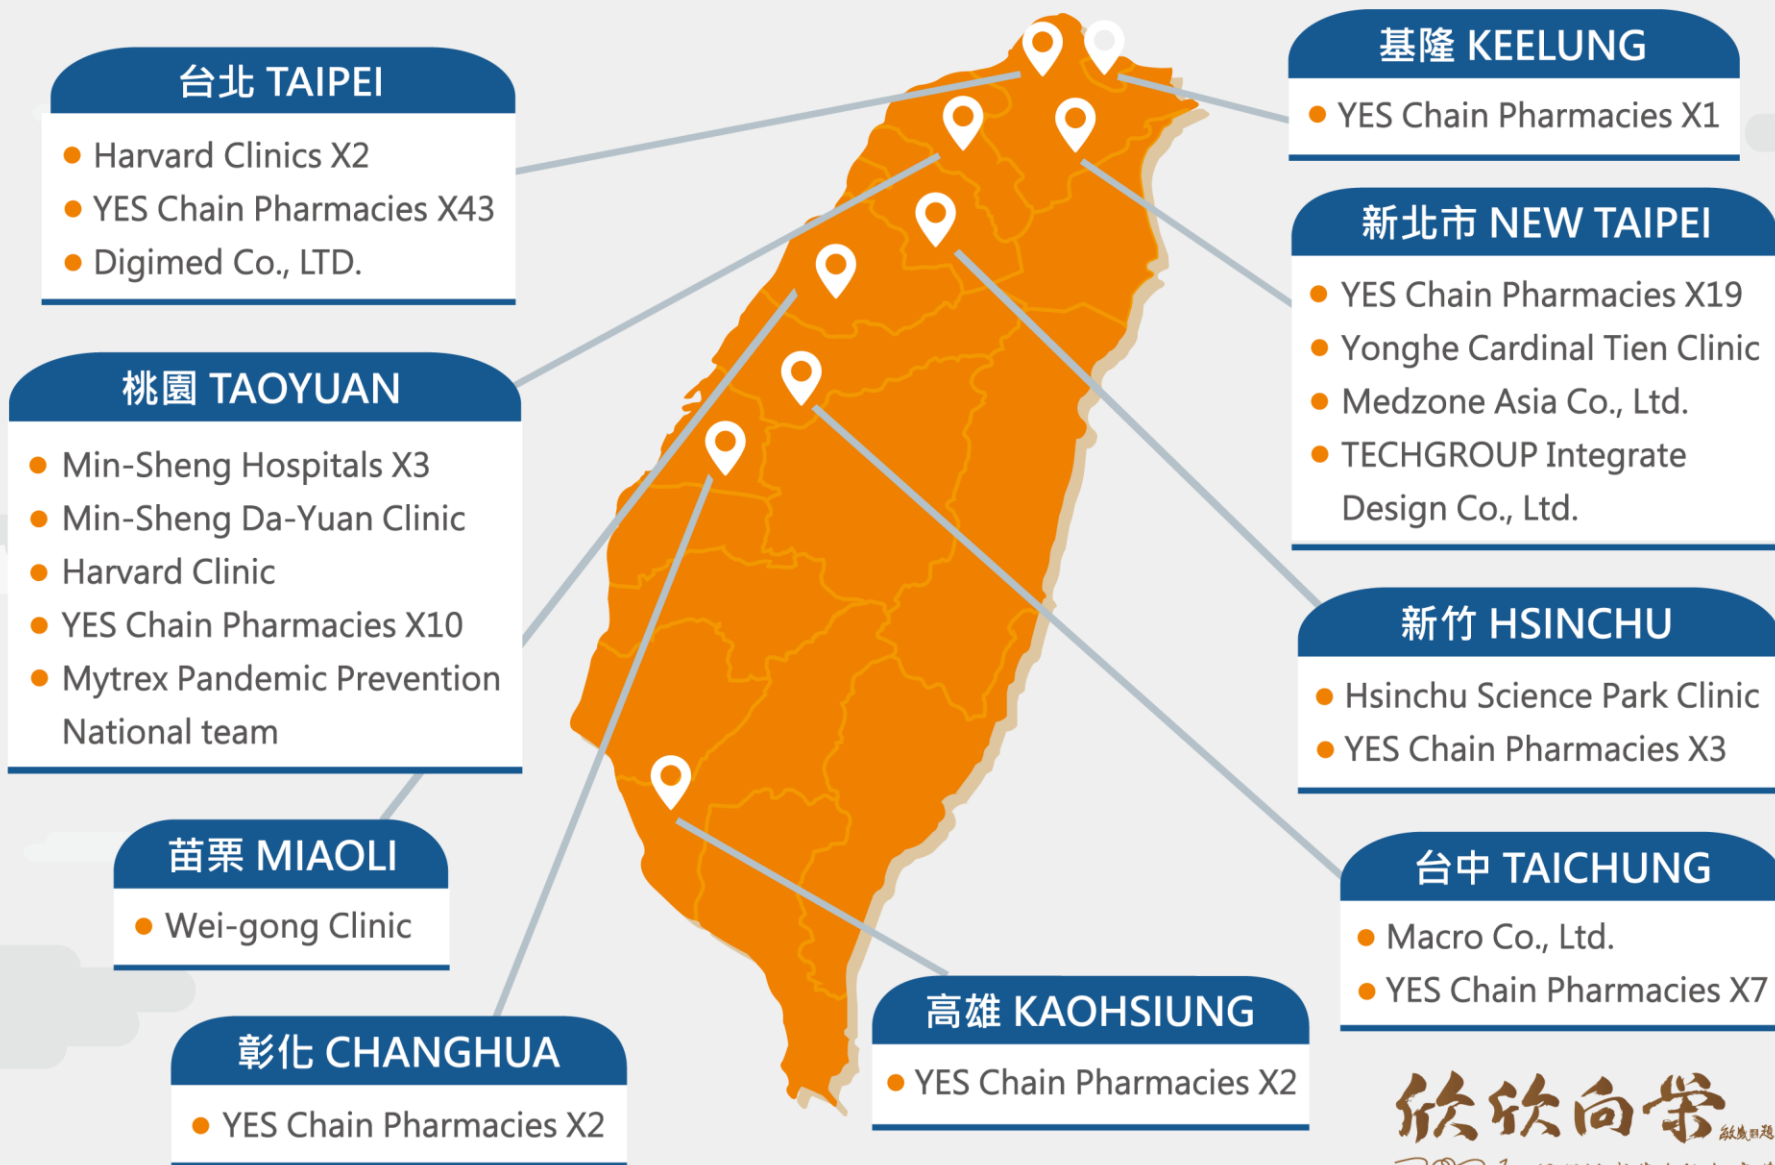 台北 TAIPEI
Harvard Clinics X2
YES Chain Pharmacies X43
Digimed Co., LTD.
桃園 TAOYUAN
Min-Sheng Hospitals X3
Min-Sheng Da-Yuan Clinic
Harvard Clinic
YES Chain Pharmacies X10
Mytrex Pandemic Prevention
National team
苗栗 MIAOLI
Wei-gong Clinic
彰化 CHANGHUA
YES Chain Pharmacies X2
高雄 KAOHSIUNG
YES Chain Pharmacies X2
基隆 KEELUNG
YES Chain Pharmacies X1
新北市 NEW TAIPEI
YES Chain Pharmacies X19
Yonghe Cardinal Tien Clinic
Medzone Asia Co., Ltd.
TECHGROUP Integrate
Design Co., Ltd.
新竹 HSINCHU
Hsinchu Science Park Clinic
YES Chain Pharmacies X3
台中 TAICHUNG
Macro Co., Ltd.
YES Chain Pharmacies X7
欣欣向榮